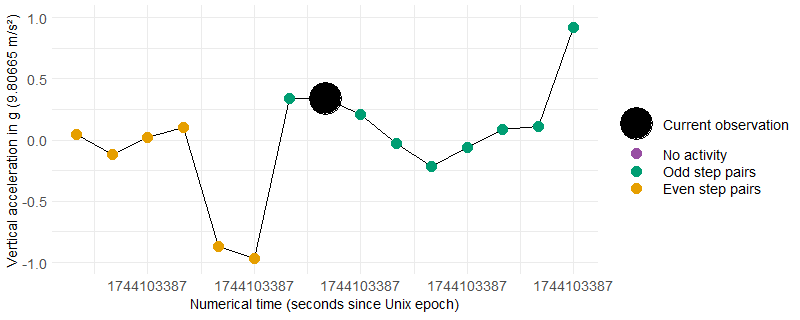 Vertical acceleration in g (9.80665 m/s²)
1.0
0.5
0.0
-0.5
-1.0
1744103387 1744103387 1744103387 1744103387 1744103387
Numerical time (seconds since Unix epoch)
Current observation
No activity
Odd step pairs
Even step pairs